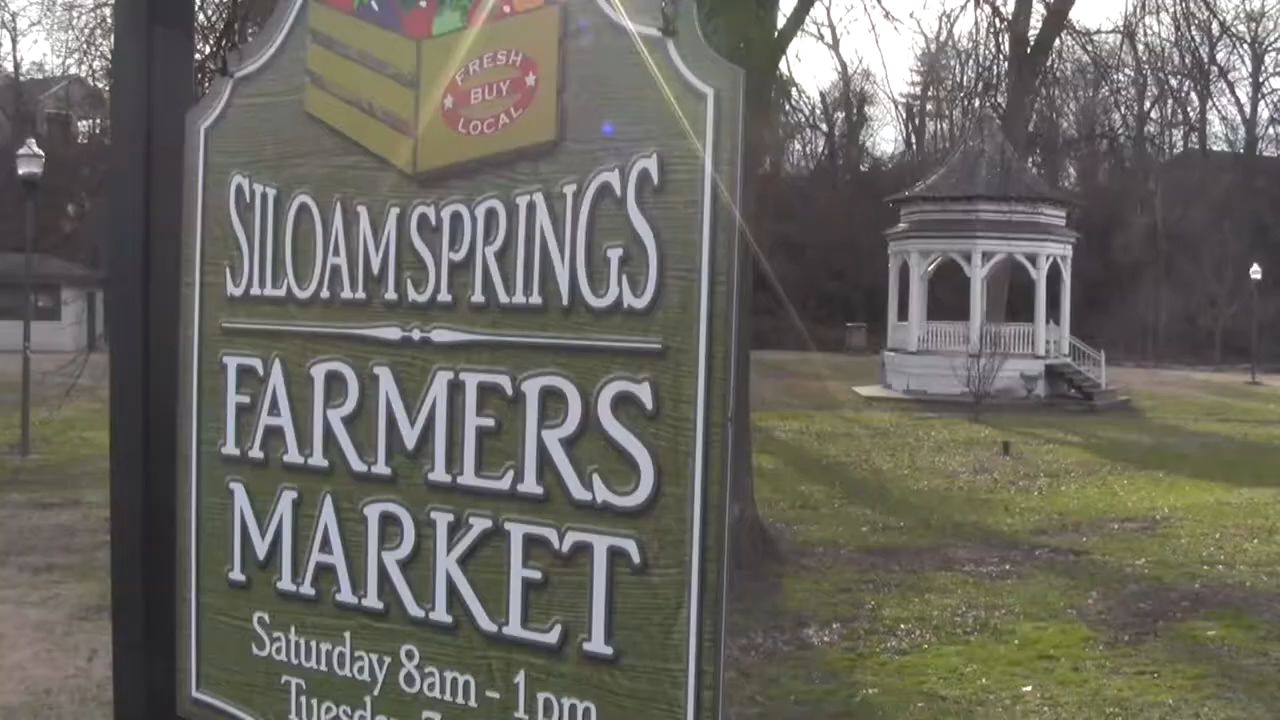 FRESH
BUY
LOCAL
SILOAM SPRINGS
FARMERS
MARKET
Saturday 8am - 1pm